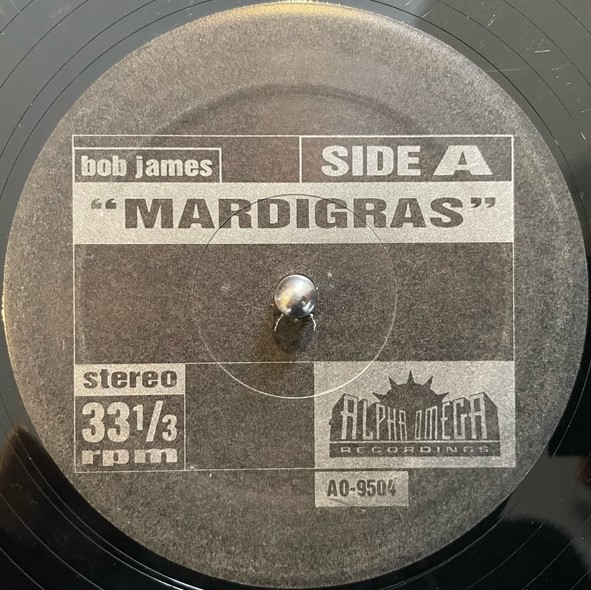 bob james
SIDE A
“MARDIGRAS”
stereo
33 1/3
rpm
ALPHA OMEGA
RECORDINGS
AO-9504